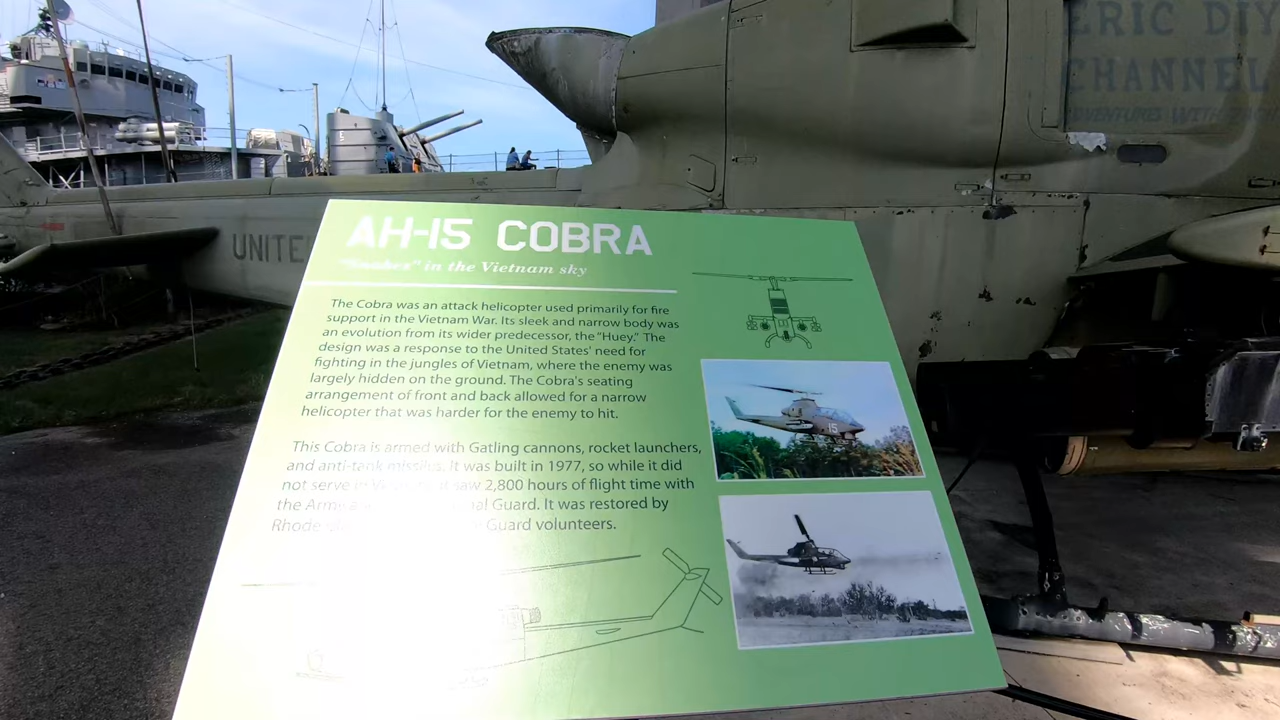 ERIC DIY
CHANNEL
ADVENTURES WITH
UNITE
AH-1S COBRA
"Snakes" in the Vietnam sky
The Cobra was an attack helicopter used primarily for fire
support in the Vietnam War. Its sleek and narrow body was
an evolution from its wider predecessor, the "Huey." The
design was a response to the United States' need for
fighting in the jungles of Vietnam, where the enemy was
largely hidden on the ground. The Cobra's seating
arrangement of front and back allowed for a narrow
helicopter that was harder for the enemy to hit.
This Cobra is armed with Gatling cannons, rocket launchers,
and anti-tank missiles. It was built in 1977, so while it did
not serve in saw 2,800 hours of flight time with
the Army Guard. It was restored by
Rhode Guard volunteers.
15